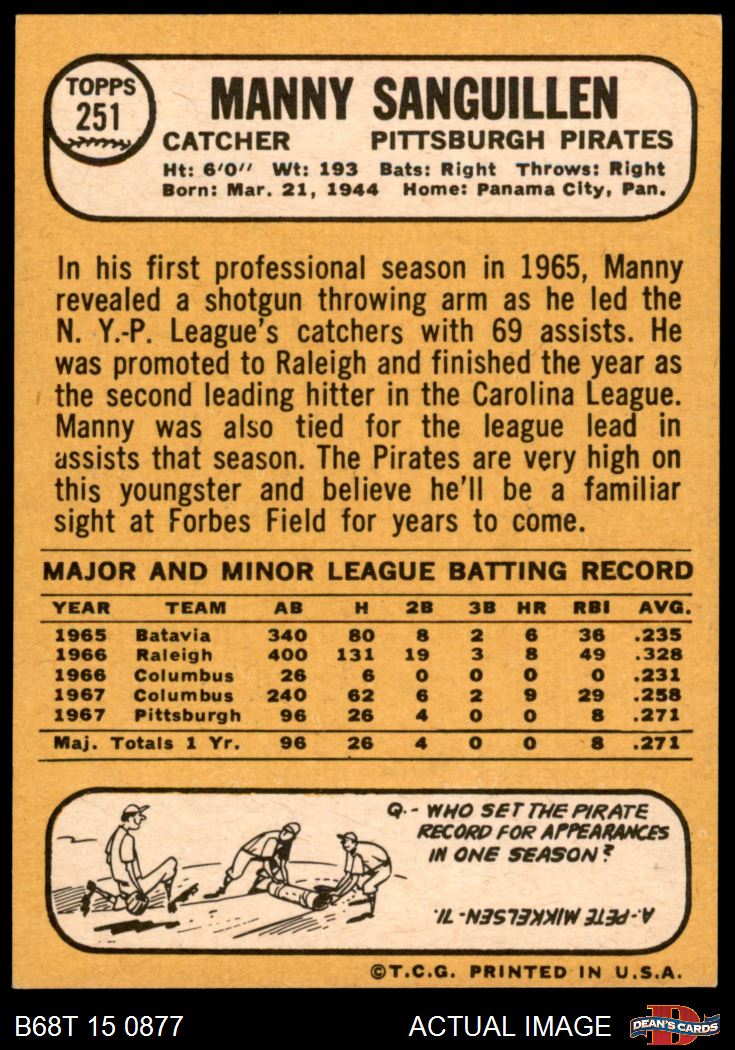 TOPPS
251
MANNY SANGUILLEN
CATCHER PITTSBURGH PIRATES
Ht: 6'0" Wt: 193 Bats: Right Throws: Right
Born: Mar. 21, 1944 Home: Panama City, Pan.
In his first professional season in 1965, Manny
revealed a shotgun throwing arm as he led the
N. Y.-P. League's catchers with 69 assists. He
was promoted to Raleigh and finished the year as
the second leading hitter in the Carolina League.
Manny was also tied for the league lead in
assists that season. The Pirates are very high on
this youngster and believe he'll be a familiar
sight at Forbes Field for years to come.
MAJOR AND MINOR LEAGUE BATTING RECORD
YEAR TEAM AB H 2B 3B HR RBI AVG.
1965 Batavia 340 80 8 2 6 36 .235
1966 Raleigh 400 131 19 3 8 49 .328
1966 Columbus 26 6 0 0 0 0 .231
1967 Columbus 240 62 6 2 9 29 .258
1967 Pittsburgh 96 26 4 0 0 8 .271
Maj. Totals 1 Yr. 96 26 4 0 0 8 .271
Q.- WHO SET THE PIRATE
RECORD FOR APPEARANCES
IN ONE SEASON?
A.-PETE MIKKELSEN-71.
©T.C.G. PRINTED IN U.S.A.
B68T 15 0877 ACTUAL IMAGE
DEAN'S CARDS